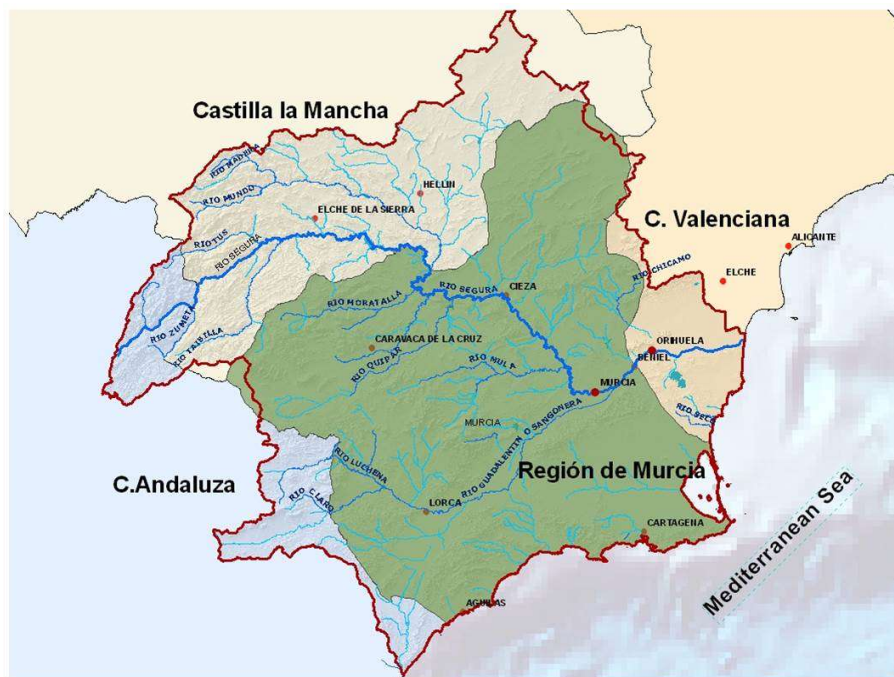 Castilla la Mancha
RIO MADERA
RIO MUNDO
HELLIN
ELCHE DE LA SIERRA
C. Valenciana
RIO TUS
RIO SEGURA
ALICANTE
RIO CHICAMO
ELCHE
RIO SEGURA
CIEZA
RIO MORATALLA
RIO ZUMETA
RIO TAIBILLA
CARAVACA DE LA CRUZ
ORIHUELA
BENIEL
RIO QUIPAR
RIO MULA
MURCIA
RIO SECO
MURCIA
RIO GUADALENTIN O SANGONERA
RIO LUCHENA
Región de Murcia
C.Andaluza
RIO CLARO
LORCA
CARTAGENA
Mediterranean Sea
AGUILAS